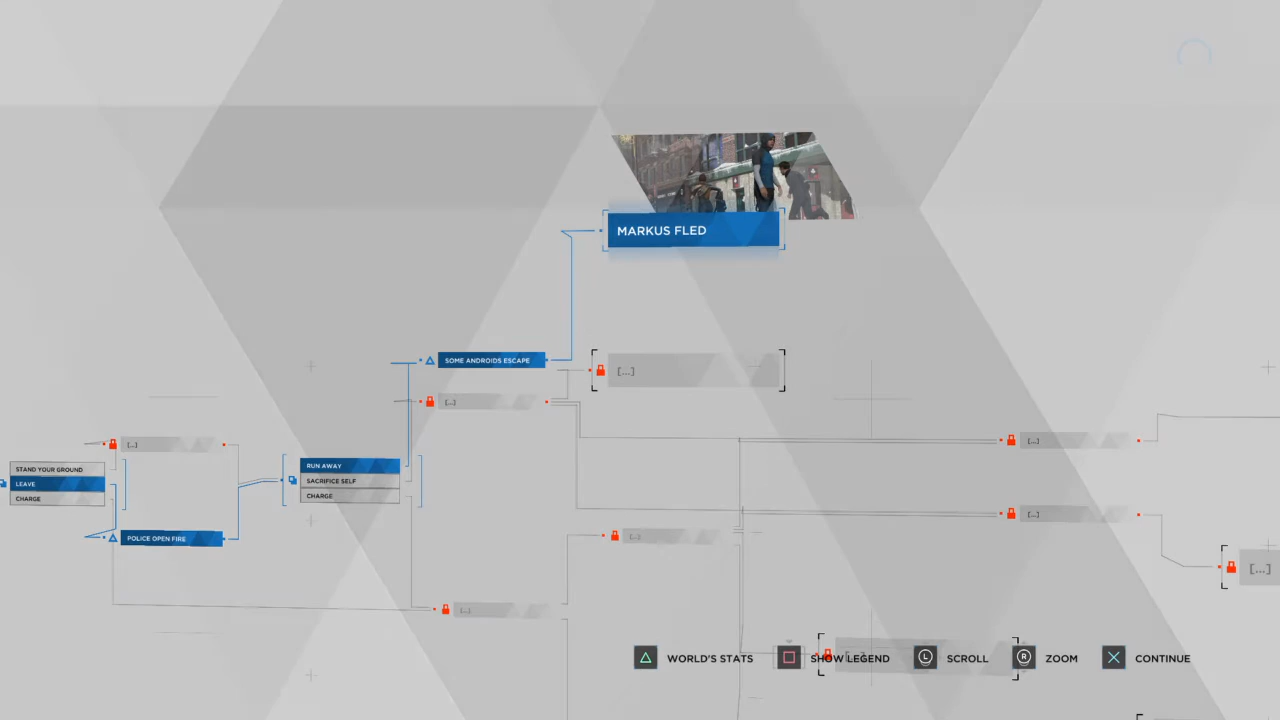 MARKUS FLED
SOME ANDROIDS ESCAPE
[...]
[...]
[...]
[...]
STAND YOUR GROUND
LEAVE
CHARGE
RUN AWAY
SACRIFICE SELF
CHARGE
[...]
POLICE OPEN FIRE
[...]
[...]
[...]
WORLD'S STATS
SHOW LEGEND
L
SCROLL
R
ZOOM
CONTINUE